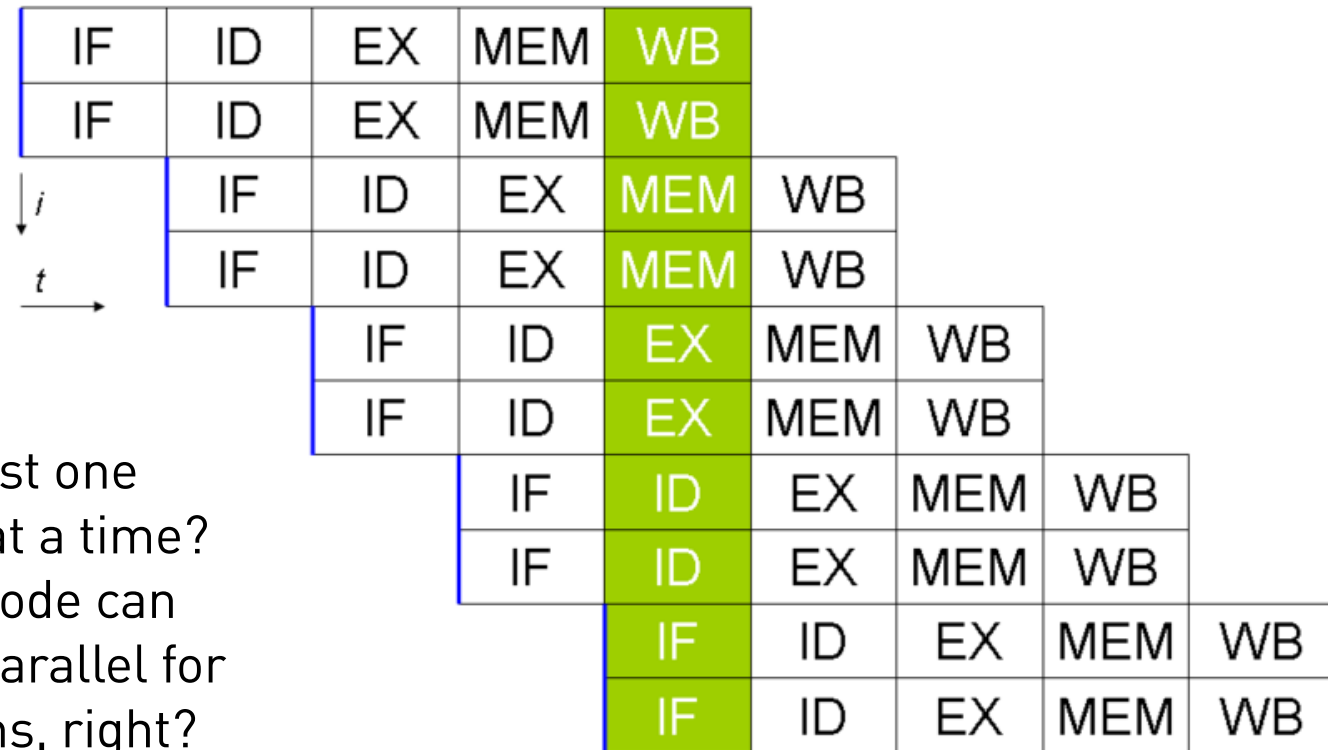 IF ID EX MEM WB
IF ID EX MEM WB
i IF ID EX MEM WB
t IF ID EX MEM WB
IF ID EX MEM WB
IF ID EX MEM WB
IF ID EX MEM WB
IF ID EX MEM WB
IF ID EX MEM WB
IF ID EX MEM WB
st one
at a time?
ode can
arallel for
ns, right?